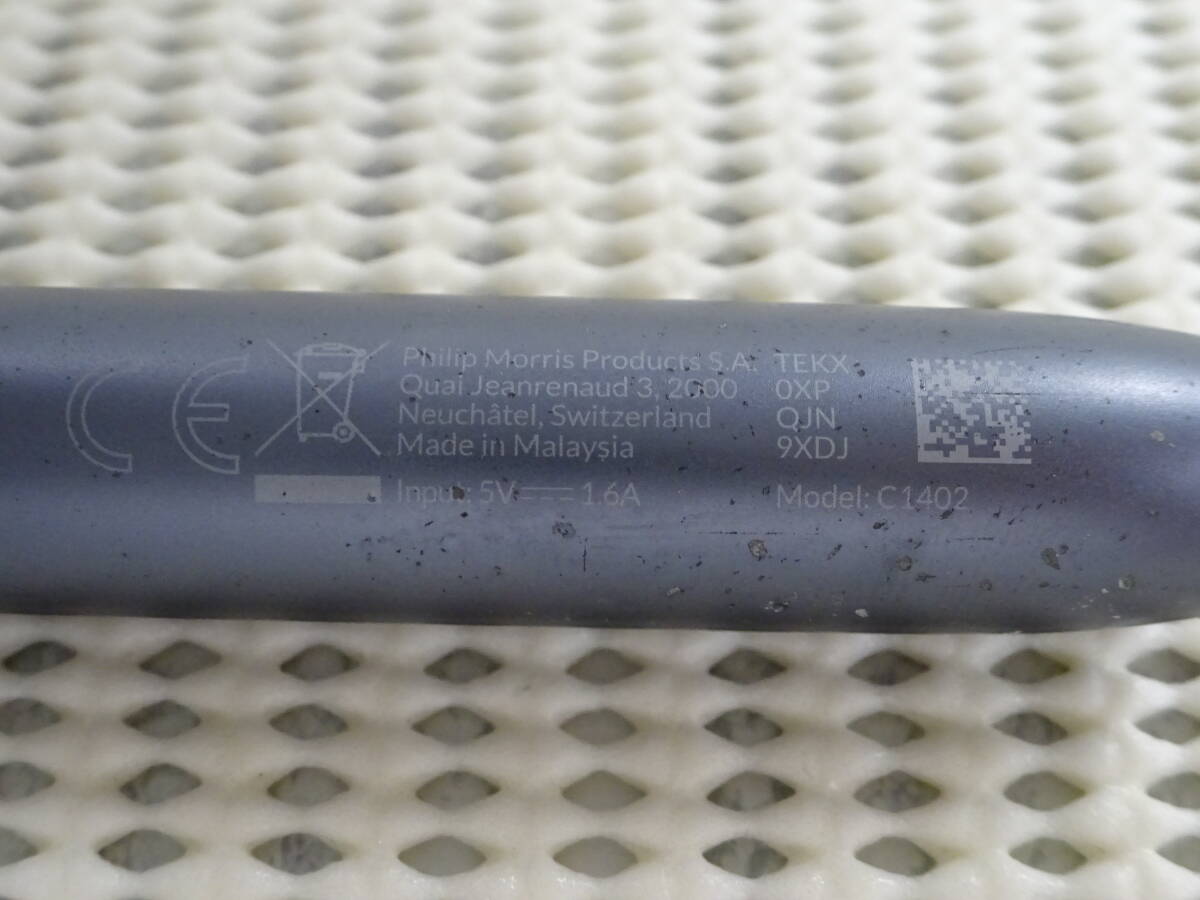 CE
Philip Morris Products S.A.
Quai Jeanrenaud 3, 2000
Neuchâtel, Switzerland
Made in Malaysia
Input: 5V⎓1.6A
TEKX
0XP
QJN
9XDJ
Model: C1402